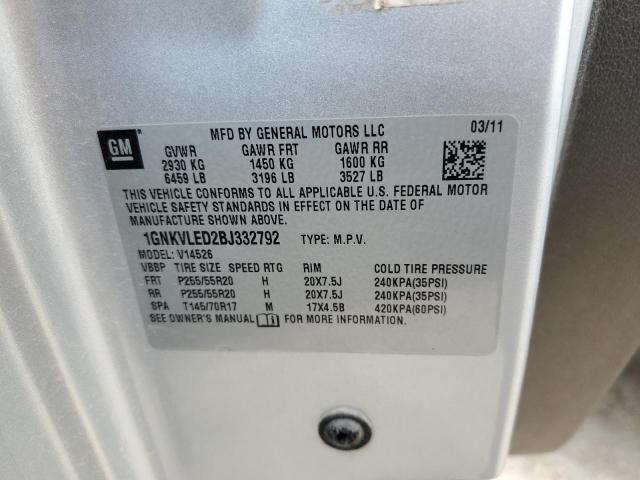 MFD BY GENERAL MOTORS LLC 03/11
GM GVWR GAWR FRT GAWR RR
2930 KG 1450 KG 1600 KG
6459 LB 3196 LB 3527 LB
THIS VEHICLE CONFORMS TO ALL APPLICABLE U.S. FEDERAL MOTOR
VEHICLE SAFETY STANDARDS IN EFFECT ON THE DATE OF
MANUFACTURE SHOWN ABOVE.
1GNKVLED2BJ332792 TYPE: M.P.V.
MODEL: V14526
VBBP TIRE SIZE SPEED RTG RIM COLD TIRE PRESSURE
FRT P255/55R20 H 20X7.5J 240KPA(35PSI)
RR P255/55R20 H 20X7.5J 240KPA(35PSI)
SPA T145/70R17 M 17X4.5B 420KPA(60PSI)
SEE OWNER'S MANUAL FOR MORE INFORMATION